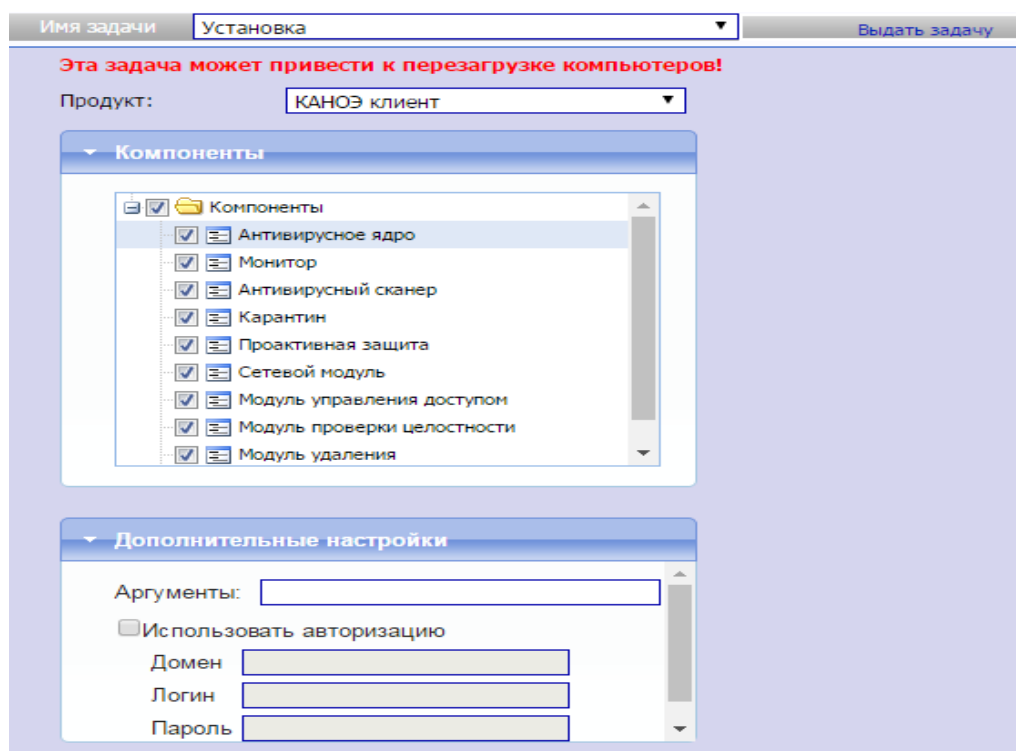 Имя задачи Установка Выдать задачу
Эта задача может привести к перезагрузке компьютеров!
Продукт: КАНОЭ клиент
Компоненты
Компоненты
Антивирусное ядро
Монитор
Антивирусный сканер
Карантин
Проактивная защита
Сетевой модуль
Модуль управления доступом
Модуль проверки целостности
Модуль удаления
Дополнительные настройки
Аргументы:
Использовать авторизацию
Домен
Логин
Пароль